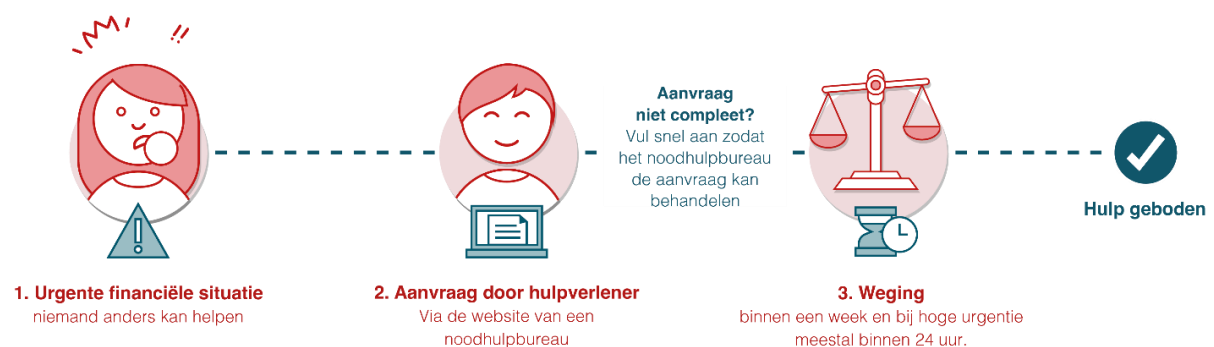 1. Urgente financiële situatie
niemand anders kan helpen
2. Aanvraag door hulpverlener
Via de website van een
noodhulpbureau
Aanvraag
niet compleet?
Vul snel aan zodat
het noodhulpbureau
de aanvraag kan
behandelen
3. Weging
binnen een week en bij hoge urgentie
meestal binnen 24 uur.
Hulp geboden